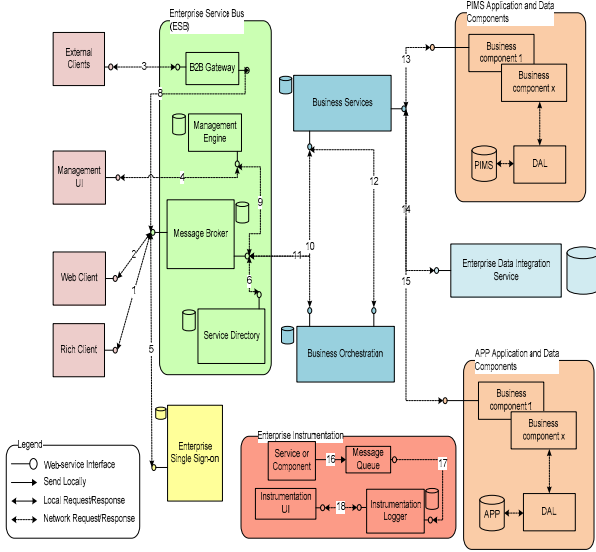 Enterprise Service Bus
(ESB)
PIMS Application and Data
Components
External
Clients
3
B2B Gateway
8
13
Business
component 1
Business
component x
Business Services
Management
Engine
PIMS
DAL
Management
UI
4
12
9
14
Message Broker
10
2
11
Web Client
6
Enterprise Data Integration
Service
1
15
Rich Client
5
Service Directory
Business Orchestration
APP Application and Data
Components
Business
component 1
Business
component x
Enterprise
Single Sign-on
Enterprise Instrumentation
Service or
Component
16
Message
Queue
17
Instrumentation
UI
18
Instrumentation
Logger
APP
DAL
Legend
Web-service Interface
Send Locally
Local Request/Response
Network Request/Response